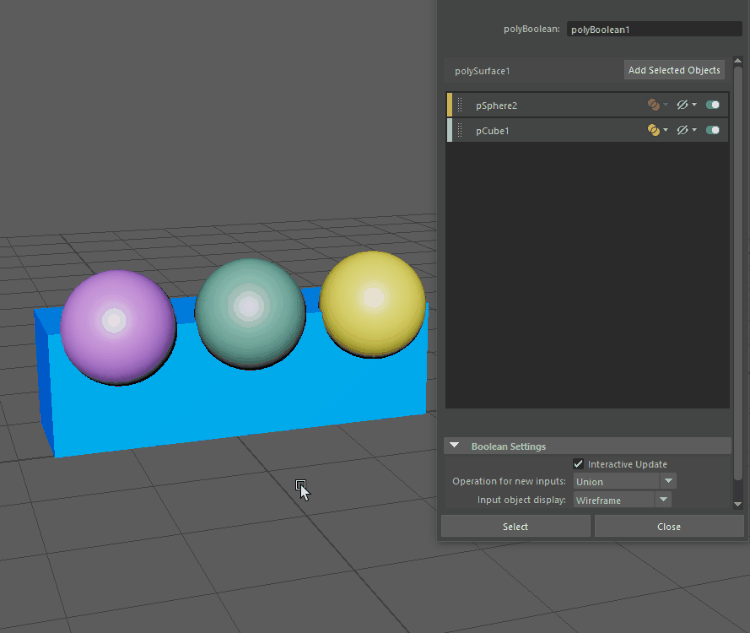 polyBoolean: polyBoolean1
polySurface1 Add Selected Objects
pSphere2
pCube1
Boolean Settings
Interactive Update
Operation for new inputs: Union
Input object display: Wireframe
Select Close